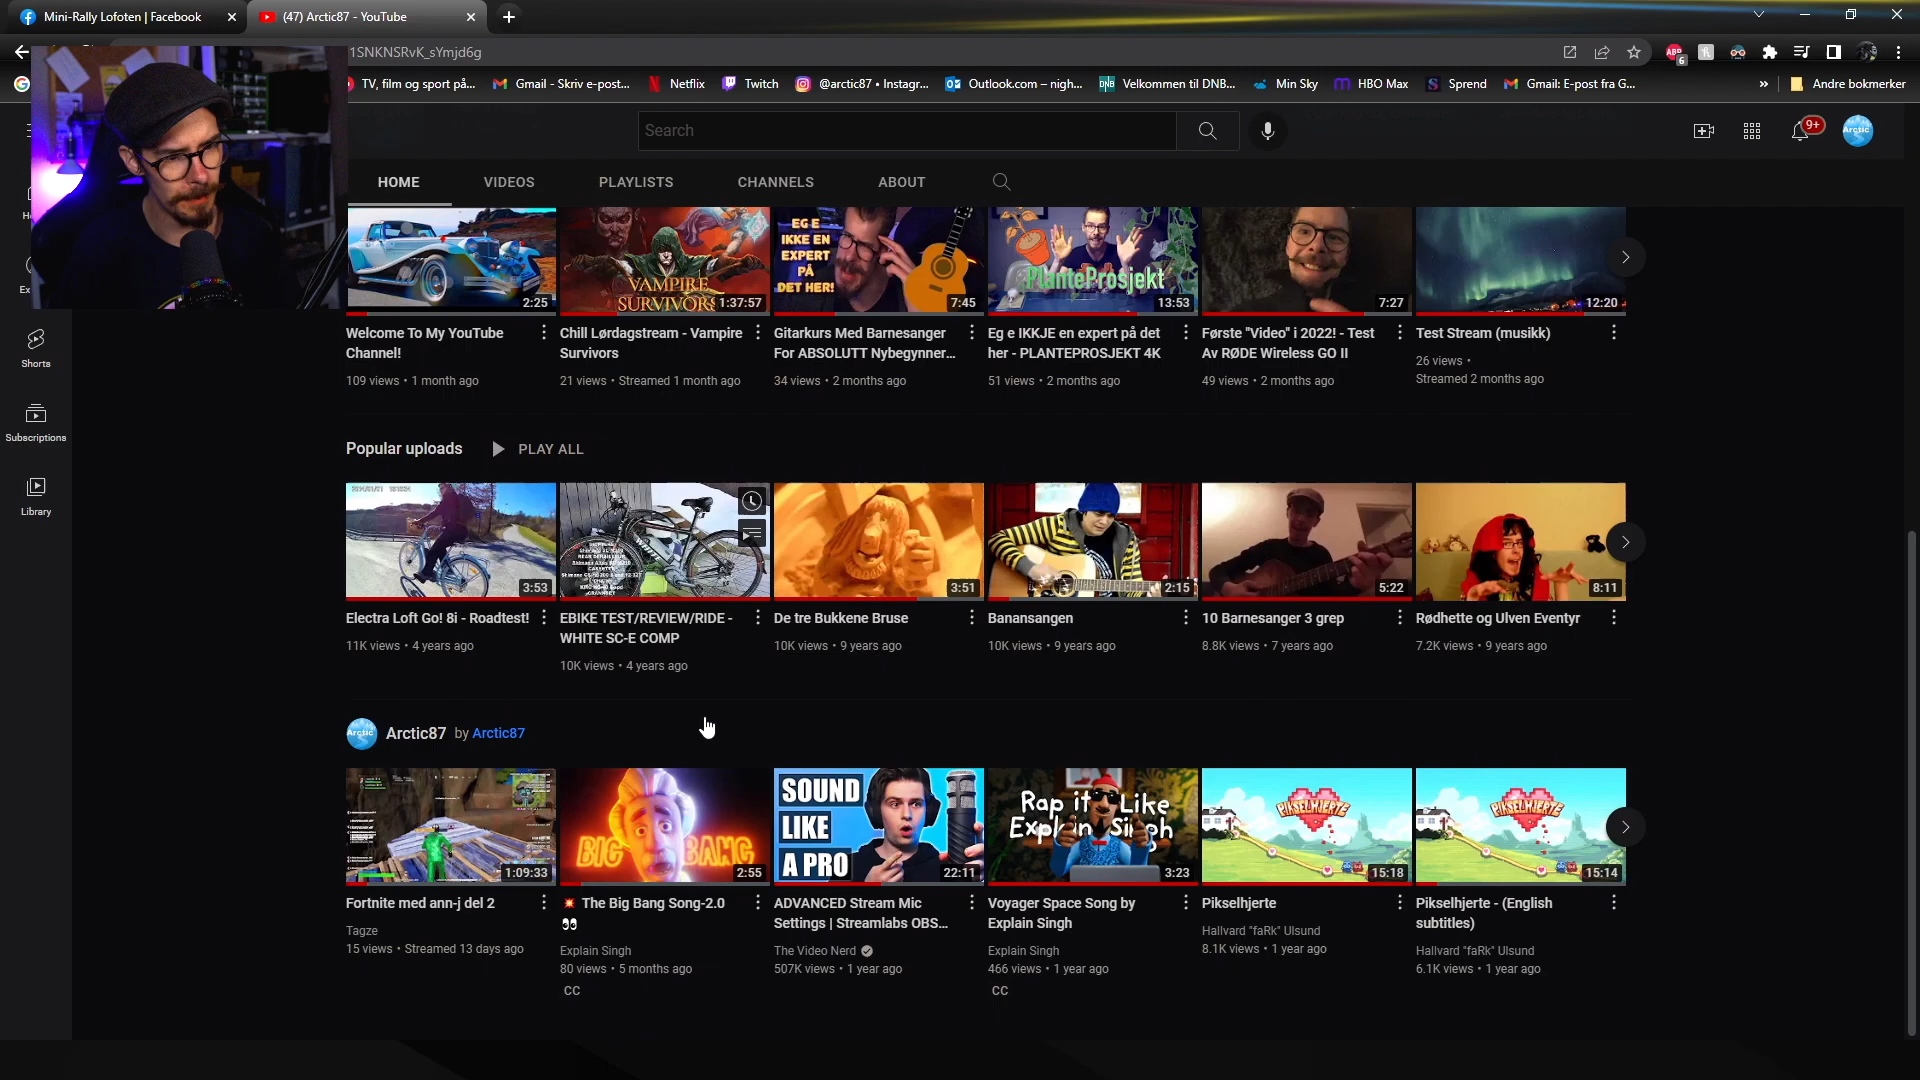 Mini-Rally Lofoten | Facebook
(47) Arctic87 - YouTube
1SNKNSRvK_sYmjd6g
ABP
6
TV, film og sport på...
Gmail - Skriv e-post...
Netflix
Twitch
@arctic87 • Instagr...
Outlook.com – nigh...
DNB
Velkommen til DNB...
Min Sky
HBO Max
Sprend
Gmail: E-post fra G...
»
Andre bokmerker
Search
9+
Arctic
HOME
VIDEOS
PLAYLISTS
CHANNELS
ABOUT
Shorts
Subscriptions
Library
2:25
VAMPIRE
SURVIVORS
1:37:57
EG E
IKKE EN
EXPERT
PÅ
DET HER!
7:45
PlanteProsjekt
13:53
7:27
12:20
Welcome To My YouTube
Channel!
109 views • 1 month ago
Chill Lørdagstream - Vampire
Survivors
21 views • Streamed 1 month ago
Gitarkurs Med Barnesanger
For ABSOLUTT Nybegynner...
34 views • 2 months ago
Eg e IKKJE en expert på det
her - PLANTEPROSJEKT 4K
51 views • 2 months ago
Første "Video" i 2022! - Test
Av RØDE Wireless GO II
49 views • 2 months ago
Test Stream (musikk)
26 views •
Streamed 2 months ago
Popular uploads
PLAY ALL
3:53
3:51
2:15
5:22
8:11
Electra Loft Go! 8i - Roadtest!
11K views • 4 years ago
EBIKE TEST/REVIEW/RIDE -
WHITE SC-E COMP
10K views • 4 years ago
De tre Bukkene Bruse
10K views • 9 years ago
Banansangen
10K views • 9 years ago
10 Barnesanger 3 grep
8.8K views • 7 years ago
Rødhette og Ulven Eventyr
7.2K views • 9 years ago
Arctic
Arctic87 by Arctic87
1:09:33
BIG BANG
2:55
SOUND
LIKE
A PRO
22:11
Rap it Like
Explain Singh
3:23
PIKSELHJERTE
15:18
PIKSELHJERTE
15:14
Fortnite med ann-j del 2
Tagze
15 views • Streamed 13 days ago
💥 The Big Bang Song-2.0
👀
Explain Singh
80 views • 5 months ago
CC
ADVANCED Stream Mic
Settings | Streamlabs OBS...
The Video Nerd
507K views • 1 year ago
Voyager Space Song by
Explain Singh
Explain Singh
466 views • 1 year ago
CC
Pikselhjerte
Hallvard "faRk" Ulsund
8.1K views • 1 year ago
Pikselhjerte - (English
subtitles)
Hallvard "faRk" Ulsund
6.1K views • 1 year ago